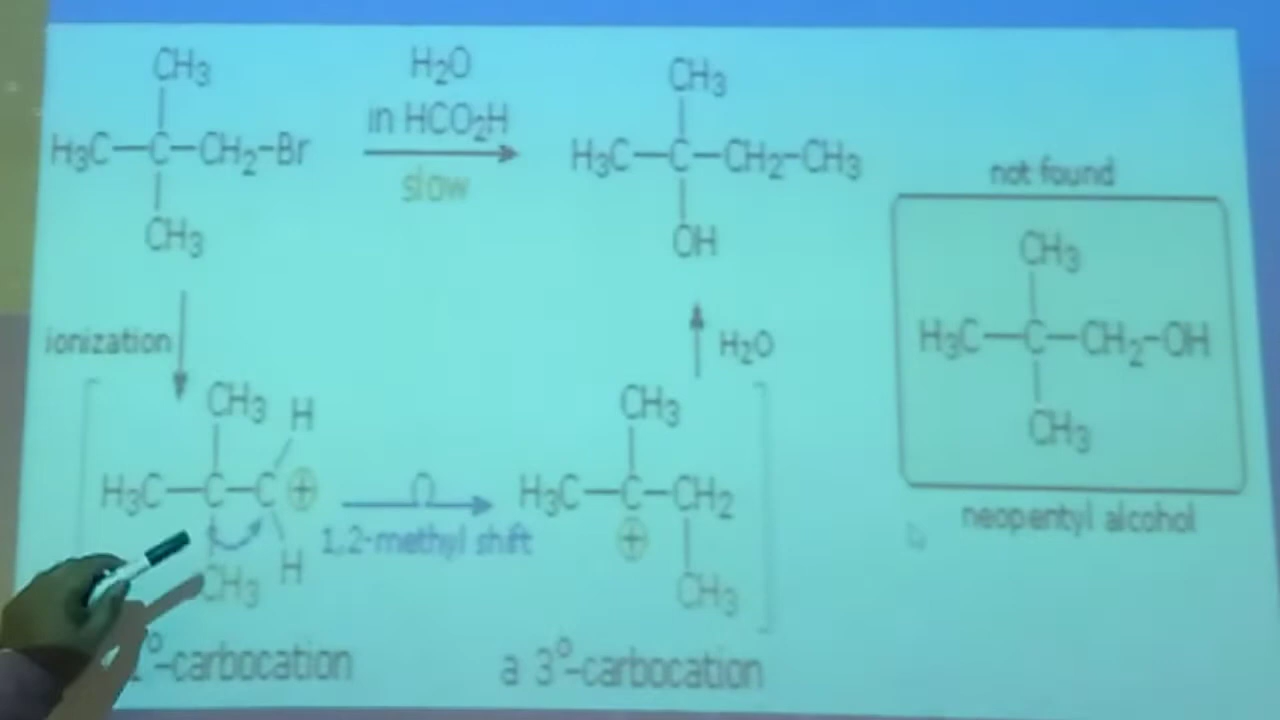 CH3
H3C-C-CH2-Br
CH3
H2O
in HCO2H
slow
CH3
H3C-C-CH2-CH3
OH
not found
CH3
H3C-C-CH2-OH
CH3
neopentyl alcohol
ionization
H2O
CH3 H
H3C-C-C⊕
CH3 H
1,2-methyl shift
CH3
H3C-C-CH2
⊕
CH3
°-carbocation
a 3°-carbocation